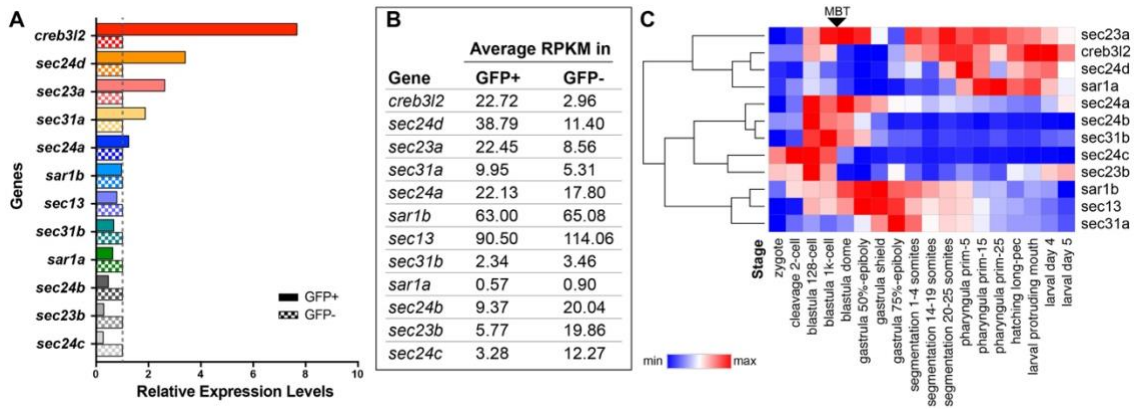 A
Genes
creb3l2
sec24d
sec23a
sec31a
sec24a
sar1b
sec13
sec31b
sar1a
sec24b
sec23b
sec24c
GFP+
GFP-
0 2 4 6 8 10
Relative Expression Levels
B
Average RPKM in
Gene GFP+ GFP-
creb3l2 22.72 2.96
sec24d 38.79 11.40
sec23a 22.45 8.56
sec31a 9.95 5.31
sec24a 22.13 17.80
sar1b 63.00 65.08
sec13 90.50 114.06
sec31b 2.34 3.46
sar1a 0.57 0.90
sec24b 9.37 20.04
sec23b 5.77 19.86
sec24c 3.28 12.27
C
MBT
sec23a
creb3l2
sec24d
sar1a
sec24a
sec24b
sec31b
sec24c
sec23b
sar1b
sec13
sec31a
Stage
zygote
cleavage 2-cell
blastula 128-cell
blastula 1k-cell
blastula dome
gastrula 50%-epiboly
gastrula shield
gastrula 75%-epiboly
segmentation 1-4 somites
segmentation 14-19 somites
segmentation 20-25 somites
pharyngula prim-5
pharyngula prim-15
pharyngula prim-25
hatching long-pec
larval protruding mouth
larval day 4
larval day 5
min max